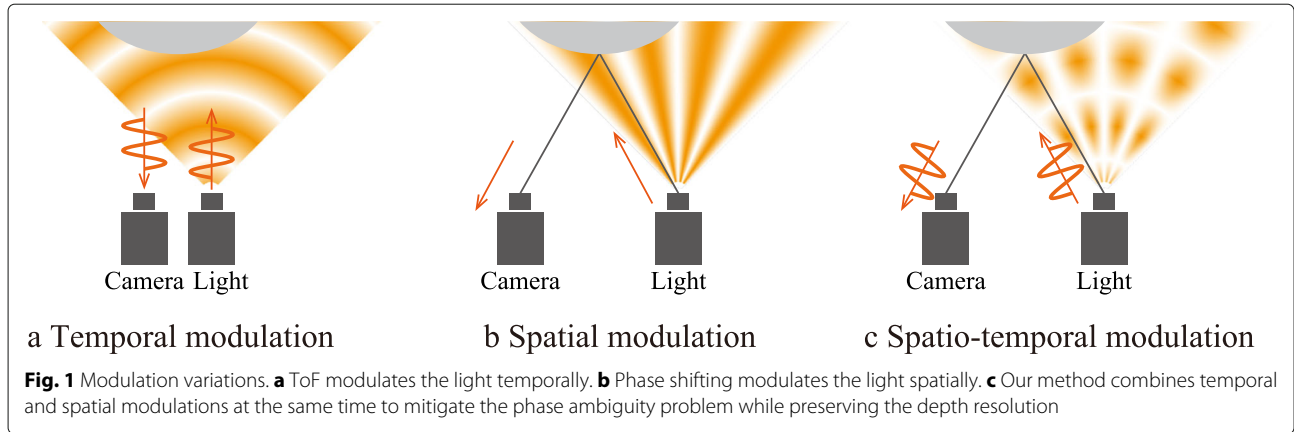 Camera Light
Camera
Light
Camera
Light
a Temporal modulation
b Spatial modulation
c Spatio-temporal modulation
Fig. 1 Modulation variations. a ToF modulates the light temporally. b Phase shifting modulates the light spatially. c Our method combines temporal
and spatial modulations at the same time to mitigate the phase ambiguity problem while preserving the depth resolution